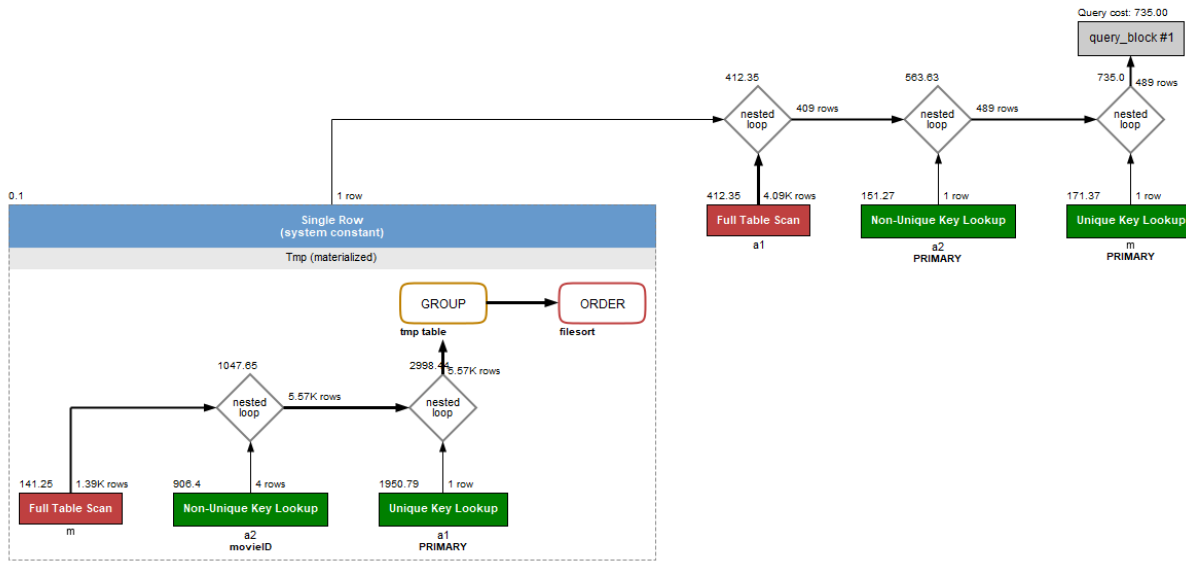 Query cost: 735.00
query_block #1
412.35
563.63
735.0
489 rows
nested
loop
409 rows
nested
loop
489 rows
nested
loop
0.1
1 row
412.35
4.09K rows
151.27
1 row
171.37
1 row
Single Row
(system constant)
Full Table Scan
Non-Unique Key Lookup
Unique Key Lookup
a1
a2
PRIMARY
m
PRIMARY
Tmp (materialized)
GROUP
ORDER
tmp table
filesort
1047.65
2998.44
5.57K rows
nested
loop
5.57K rows
nested
loop
141.25
1.39K rows
906.4
4 rows
1950.79
1 row
Full Table Scan
Non-Unique Key Lookup
Unique Key Lookup
m
a2
movieID
a1
PRIMARY